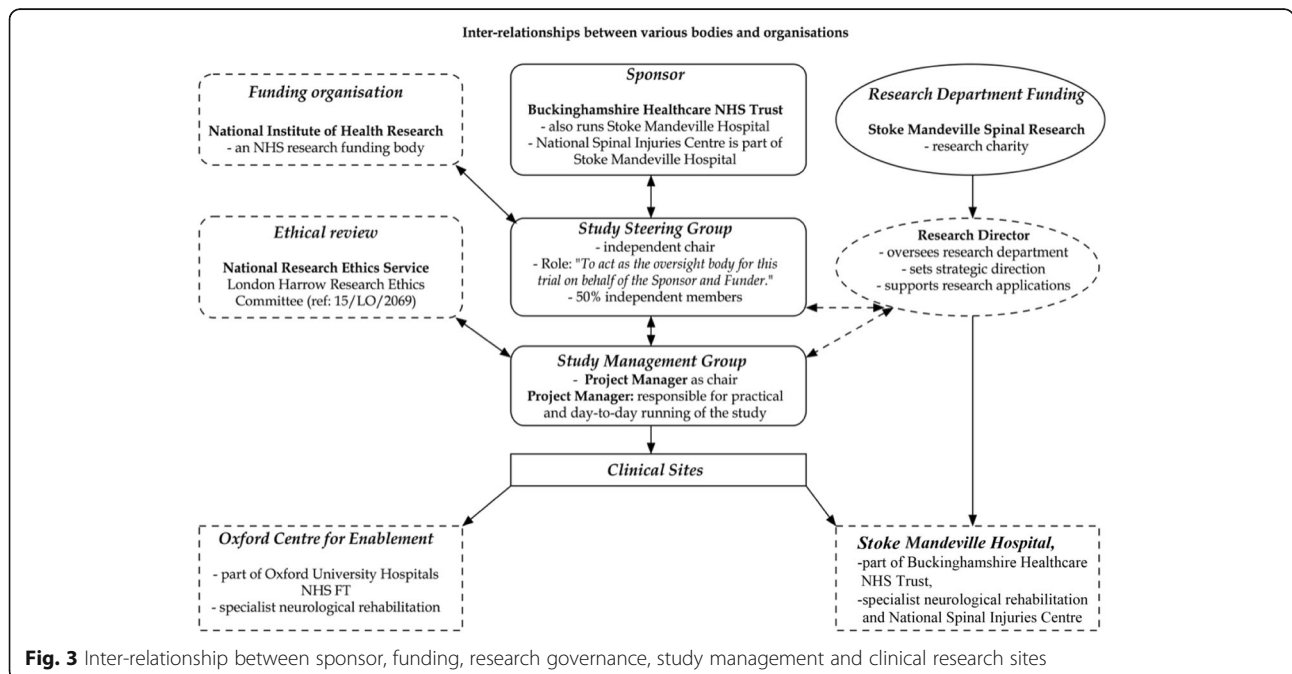 Inter-relationships between various bodies and organisations
Funding organisation
National Institute of Health Research
- an NHS research funding body
Sponsor
Buckinghamshire Healthcare NHS Trust
- also runs Stoke Mandeville Hospital
- National Spinal Injuries Centre is part of
Stoke Mandeville Hospital
Research Department Funding
Stoke Mandeville Spinal Research
- research charity
Ethical review
National Research Ethics Service
London Harrow Research Ethics
Committee (ref: 15/LO/2069)
Study Steering Group
- independent chair
- Role: "To act as the oversight body for this
trial on behalf of the Sponsor and Funder."
- 50% independent members
Research Director
- oversees research department
- sets strategic direction
- supports research applications
Study Management Group
- Project Manager as chair
Project Manager: responsible for practical
and day-to-day running of the study
Clinical Sites
Oxford Centre for Enablement
- part of Oxford University Hospitals
NHS FT
- specialist neurological rehabilitation
Stoke Mandeville Hospital,
-part of Buckinghamshire Healthcare
NHS Trust,
-specialist neurological rehabilitation
and National Spinal Injuries Centre
Fig. 3 Inter-relationship between sponsor, funding, research governance, study management and clinical research sites